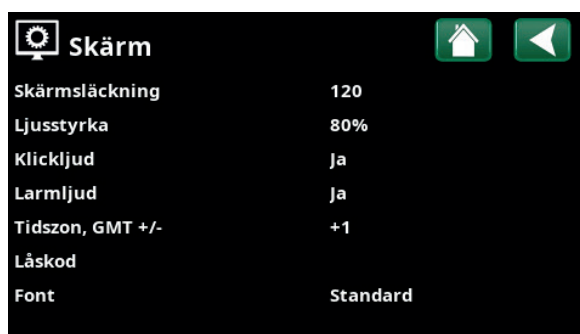 Skärm
Skärmsläckning 120
Ljusstyrka 80%
Klickljud Ja
Larmljud Ja
Tidszon, GMT +/- +1
Låskod
Font Standard